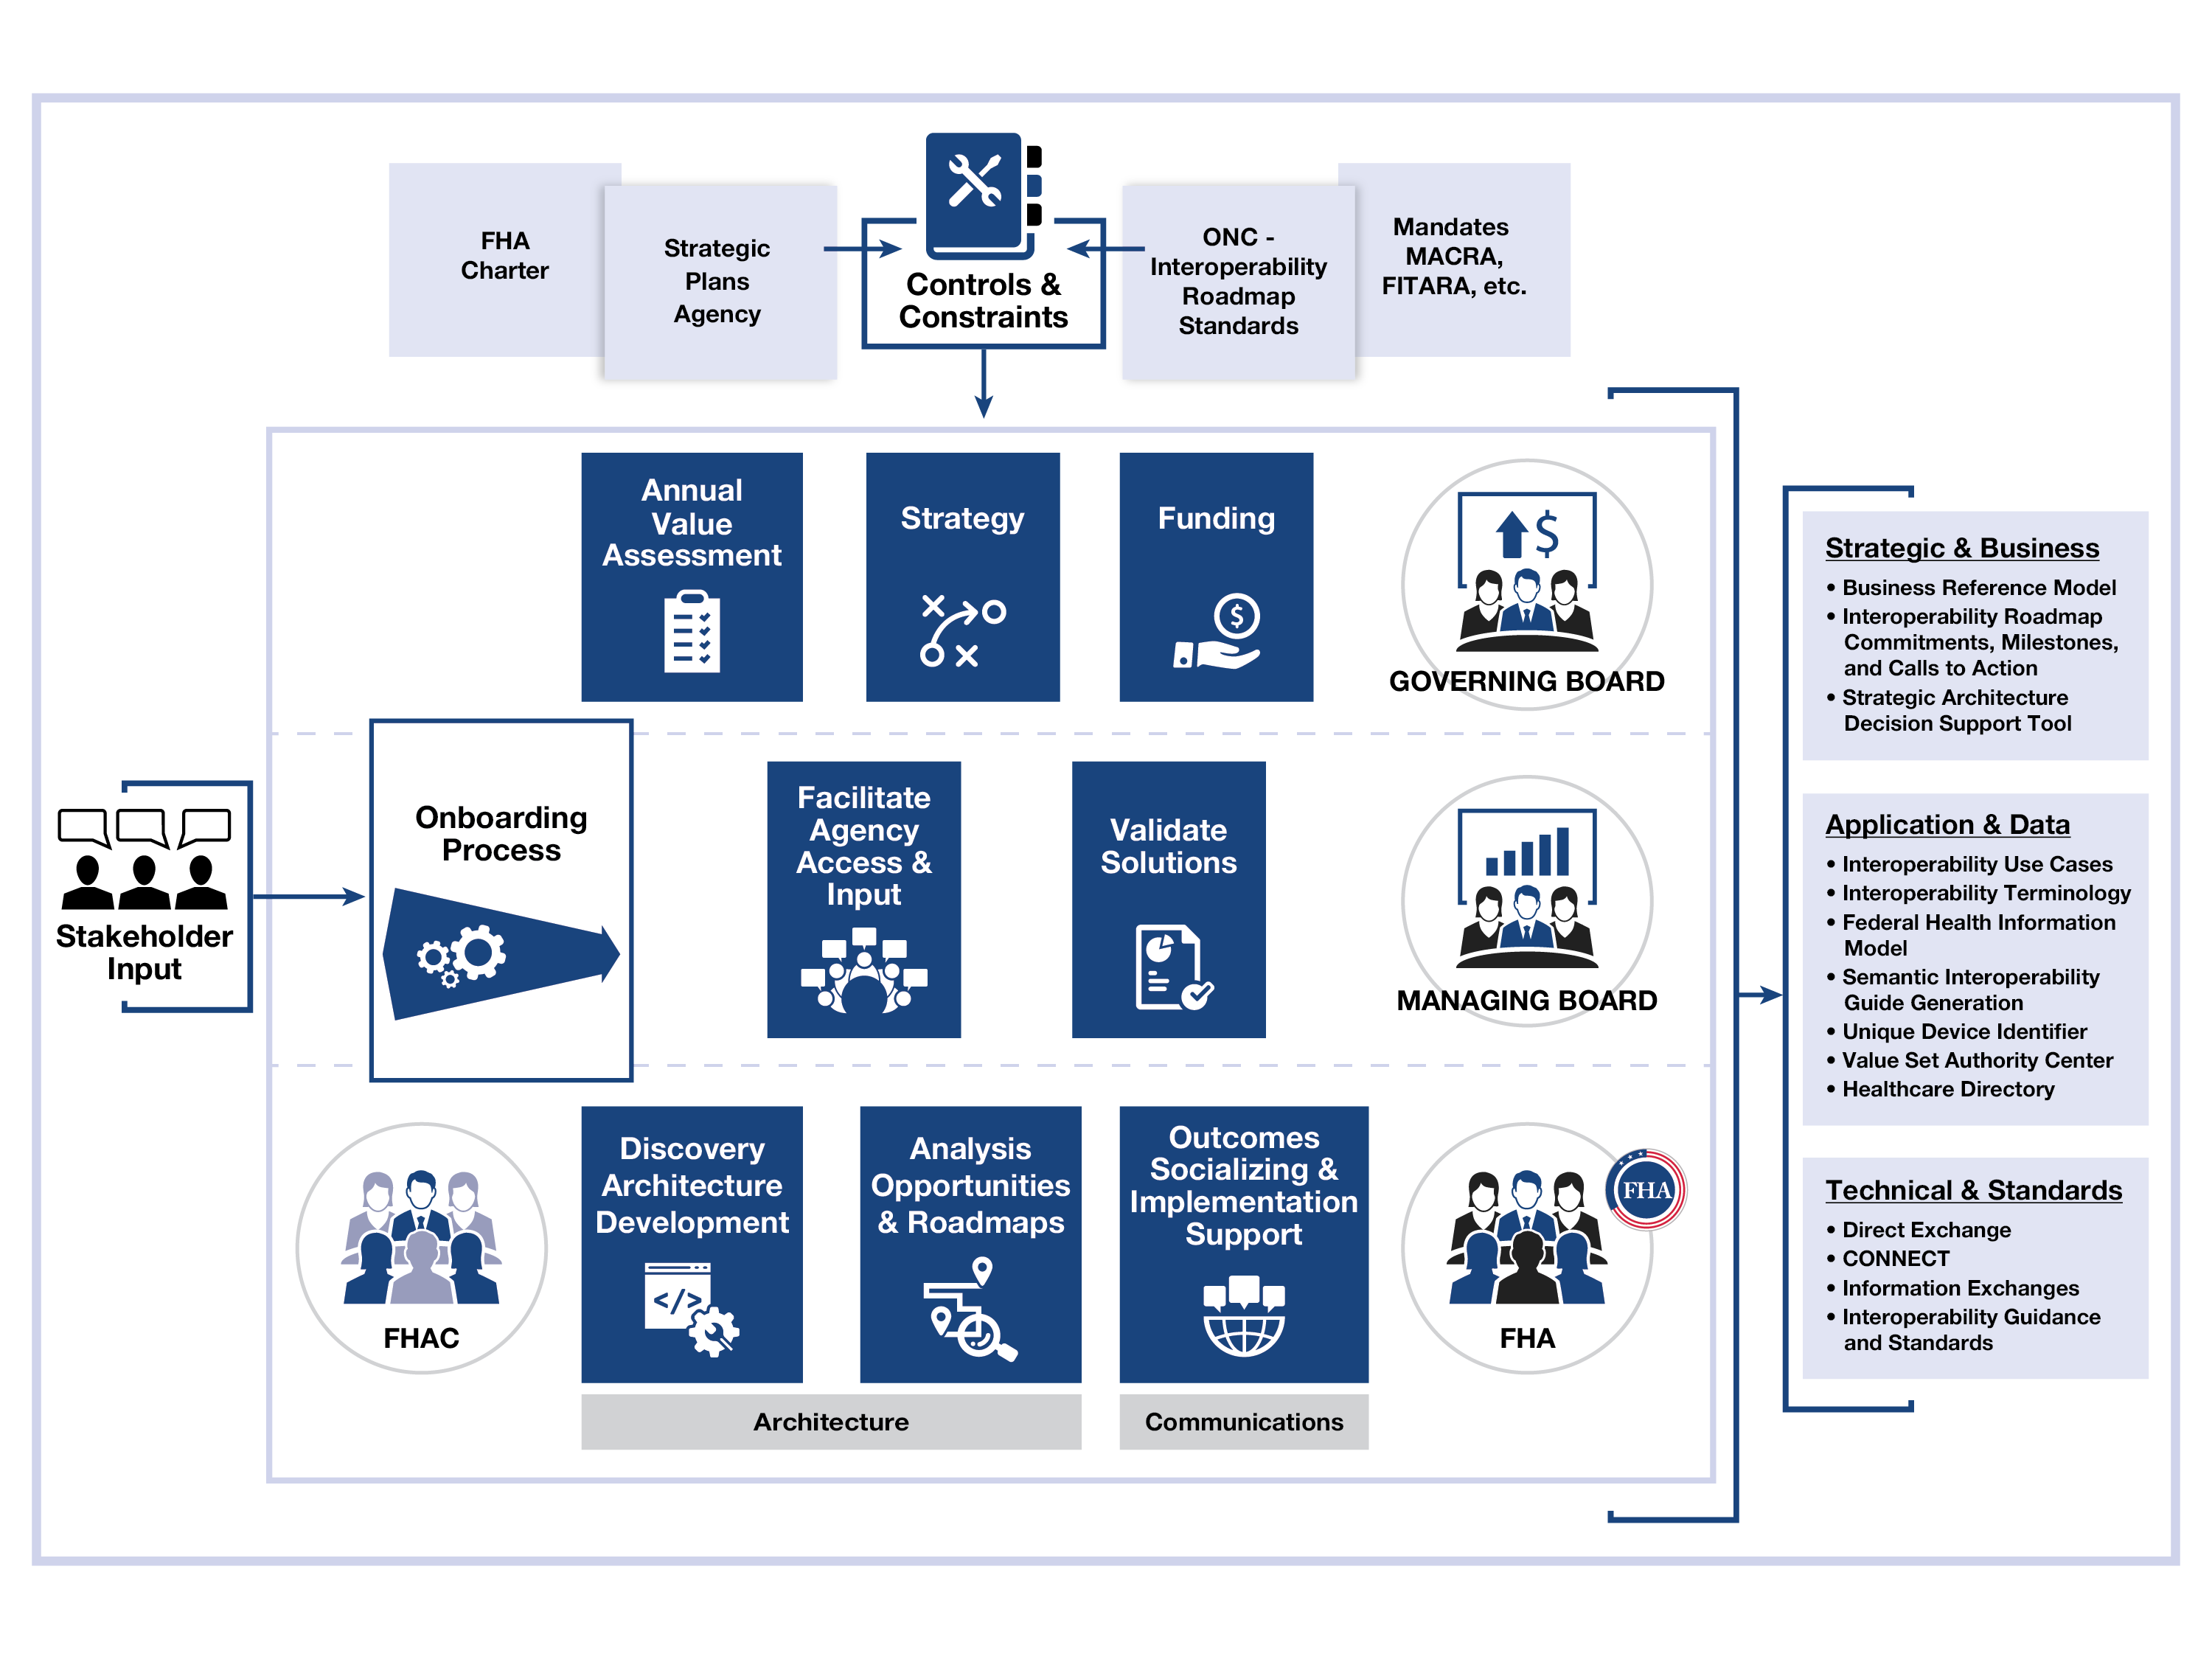 FHA
Charter
Strategic
Plans
Agency
Controls &
Constraints
ONC -
Interoperability
Roadmap
Standards
Mandates
MACRA,
FITARA, etc.
Annual
Value
Assessment
Strategy
Funding
$
$
GOVERNING BOARD
Stakeholder
Input
Onboarding
Process
Facilitate
Agency
Access &
Input
Validate
Solutions
MANAGING BOARD
FHAC
Discovery
Architecture
Development
</>
Analysis
Opportunities
& Roadmaps
Outcomes
Socializing &
Implementation
Support
FHA
FHA
Architecture
Communications
Strategic & Business
• Business Reference Model
• Interoperability Roadmap
Commitments, Milestones,
and Calls to Action
• Strategic Architecture
Decision Support Tool
Application & Data
• Interoperability Use Cases
• Interoperability Terminology
• Federal Health Information
Model
• Semantic Interoperability
Guide Generation
• Unique Device Identifier
• Value Set Authority Center
• Healthcare Directory
Technical & Standards
• Direct Exchange
• CONNECT
• Information Exchanges
• Interoperability Guidance
and Standards